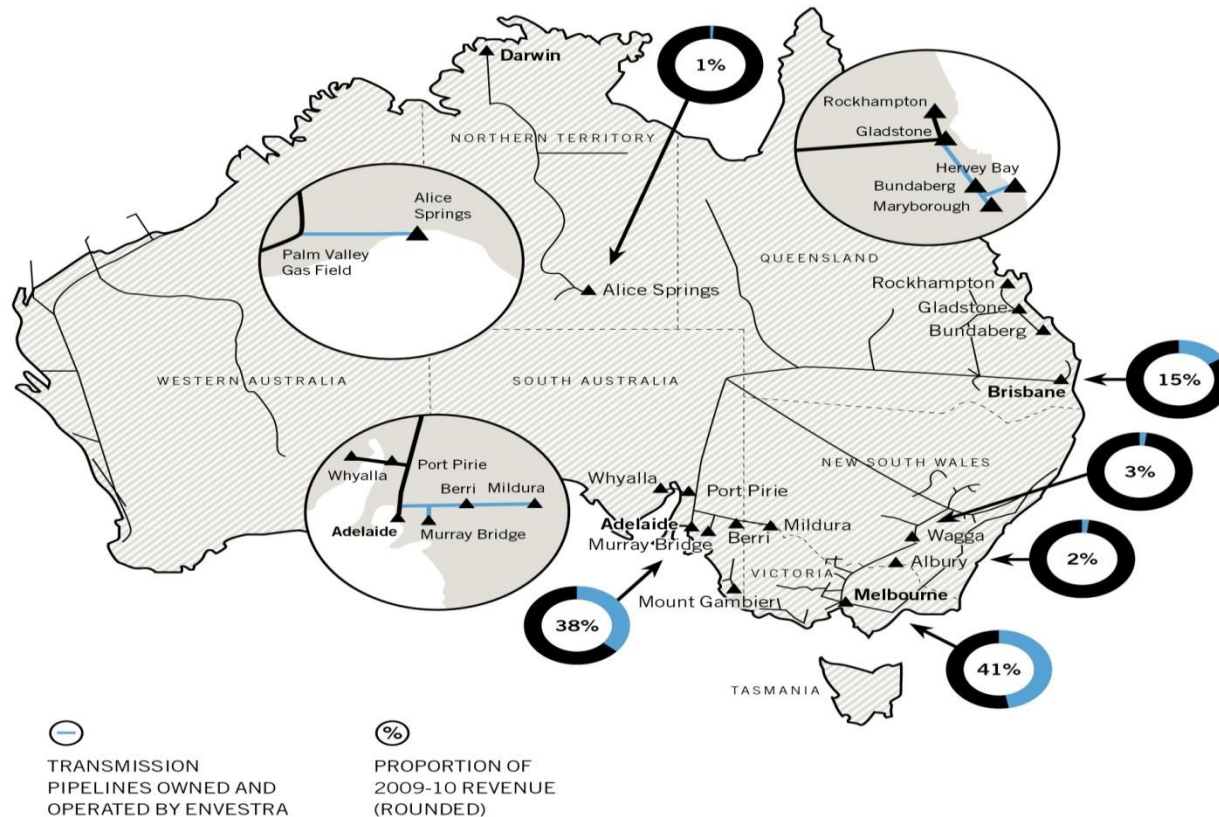 Darwin
1%
NORTHERN TERRITORY
Rockhampton
Gladstone
Hervey Bay
Bundaberg
Maryborough
Alice
Springs
Palm Valley
Gas Field
Alice Springs
QUEENSLAND
Rockhampton
Gladstone
Bundaberg
WESTERN AUSTRALIA
SOUTH AUSTRALIA
Brisbane
15%
Whyalla
Port Pirie
Berri
Mildura
Adelaide
Murray Bridge
NEW SOUTH WALES
3%
Whyalla
Port Pirie
Adelaide
Murray Bridge
Berri
Mildura
Wagga
2%
Albury
VICTORIA
Mount Gambier
Melbourne
38%
41%
TASMANIA
TRANSMISSION
PIPELINES OWNED AND
OPERATED BY ENVESTRA
%
PROPORTION OF
2009-10 REVENUE
(ROUNDED)